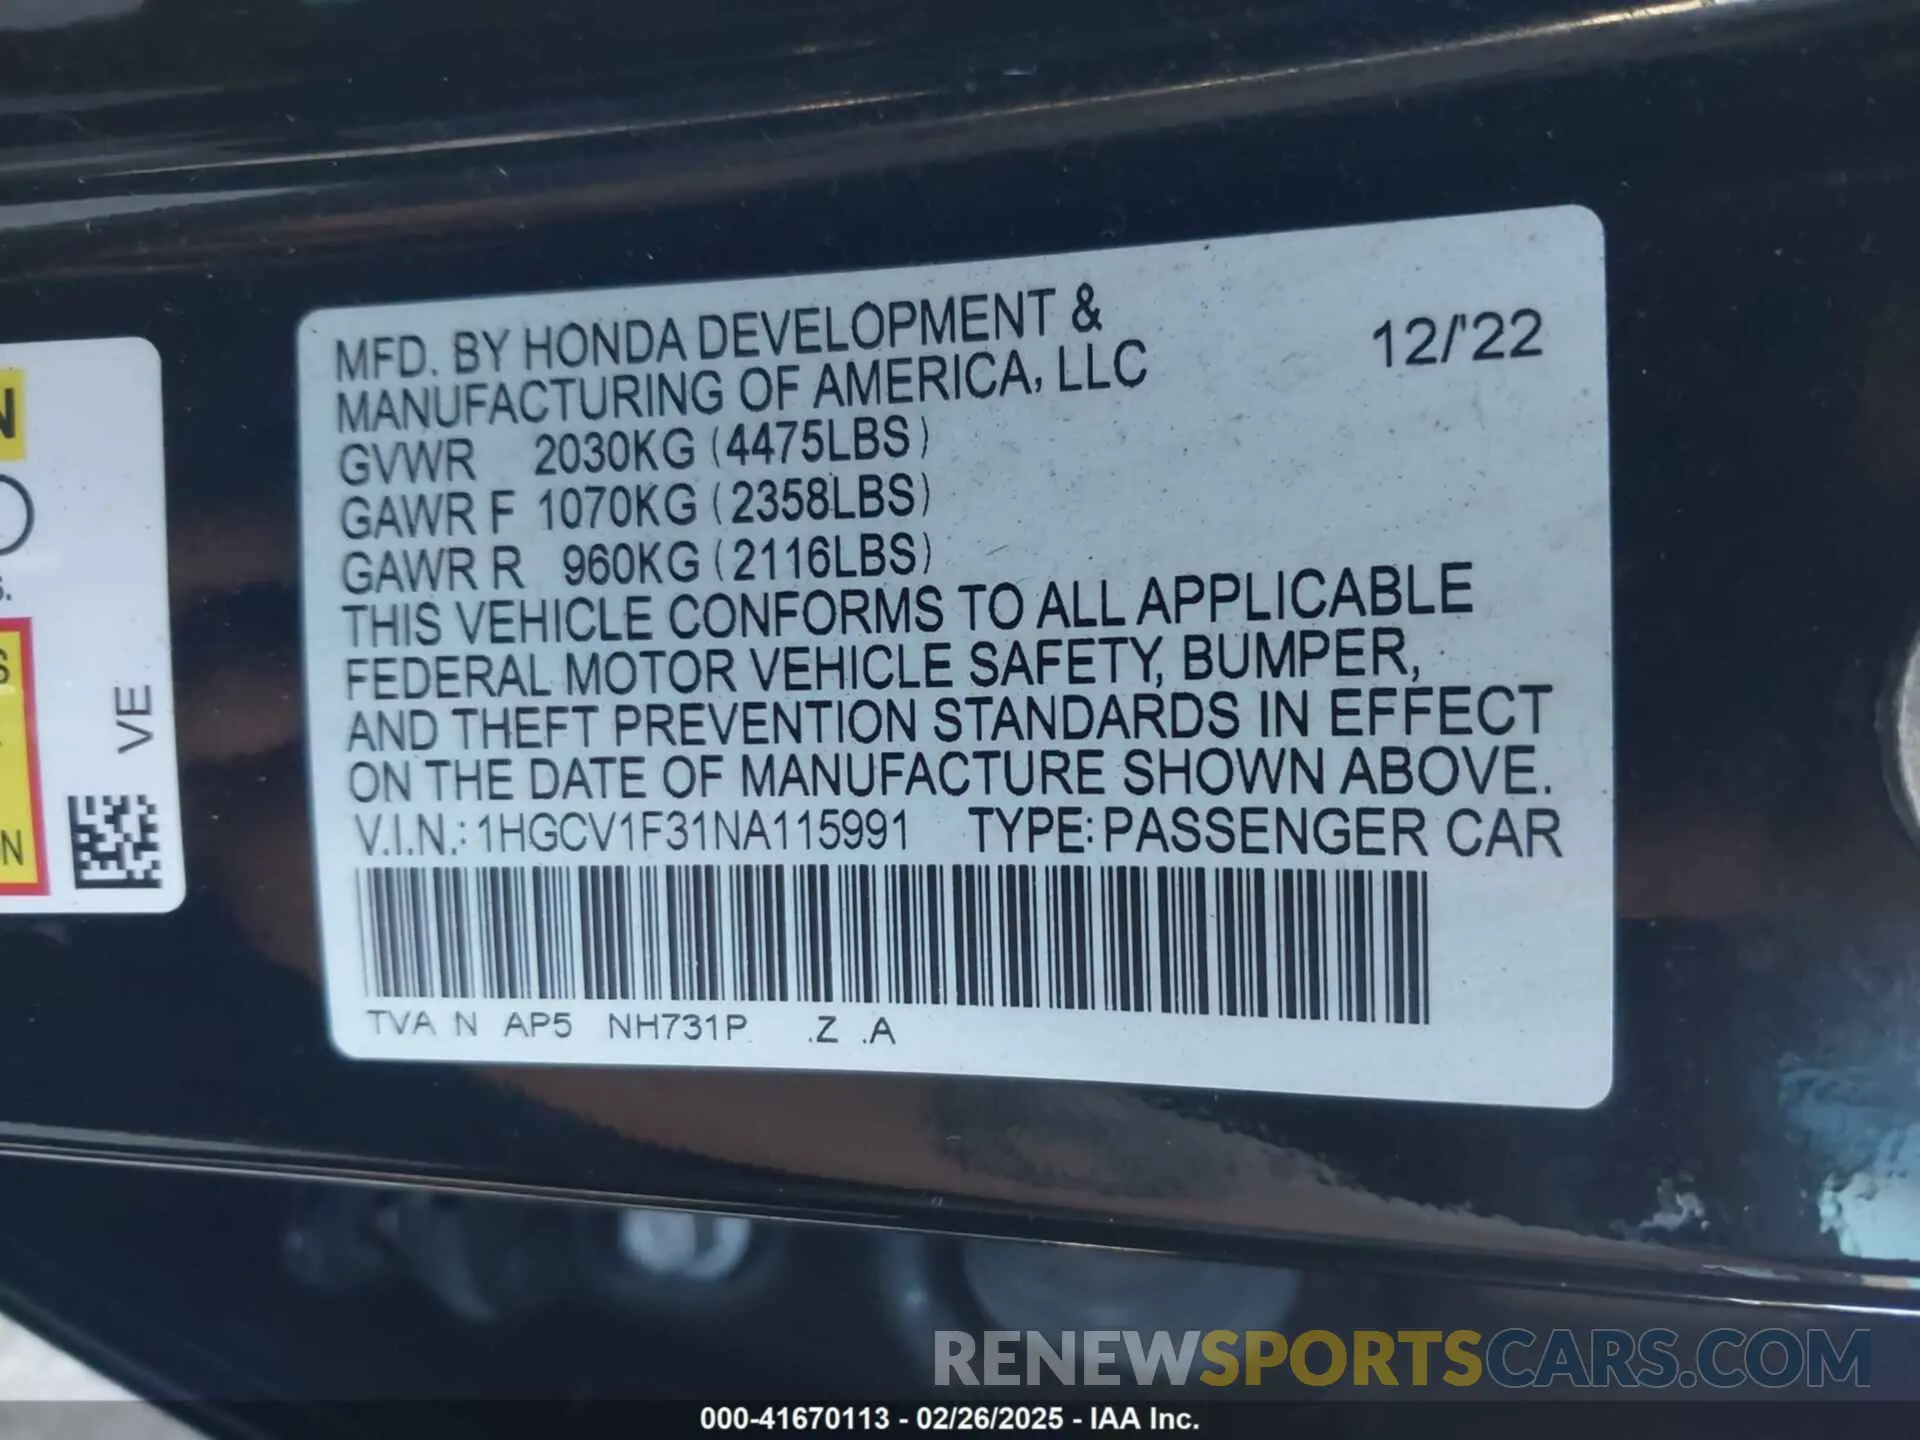 MFD. BY HONDA DEVELOPMENT &
MANUFACTURING OF AMERICA, LLC
12/'22
GVWR 2030KG (4475LBS)
GAWR F 1070KG (2358LBS)
GAWR R 960KG (2116LBS)
THIS VEHICLE CONFORMS TO ALL APPLICABLE
FEDERAL MOTOR VEHICLE SAFETY, BUMPER,
AND THEFT PREVENTION STANDARDS IN EFFECT
ON THE DATE OF MANUFACTURE SHOWN ABOVE.
V.I.N.: 1HGCV1F31NA115991 TYPE: PASSENGER CAR
TVA N AP5 NH731P .Z .A
VE
RENEWSPORTSCARS.COM
000-41670113 - 02/26/2025 - IAA Inc.